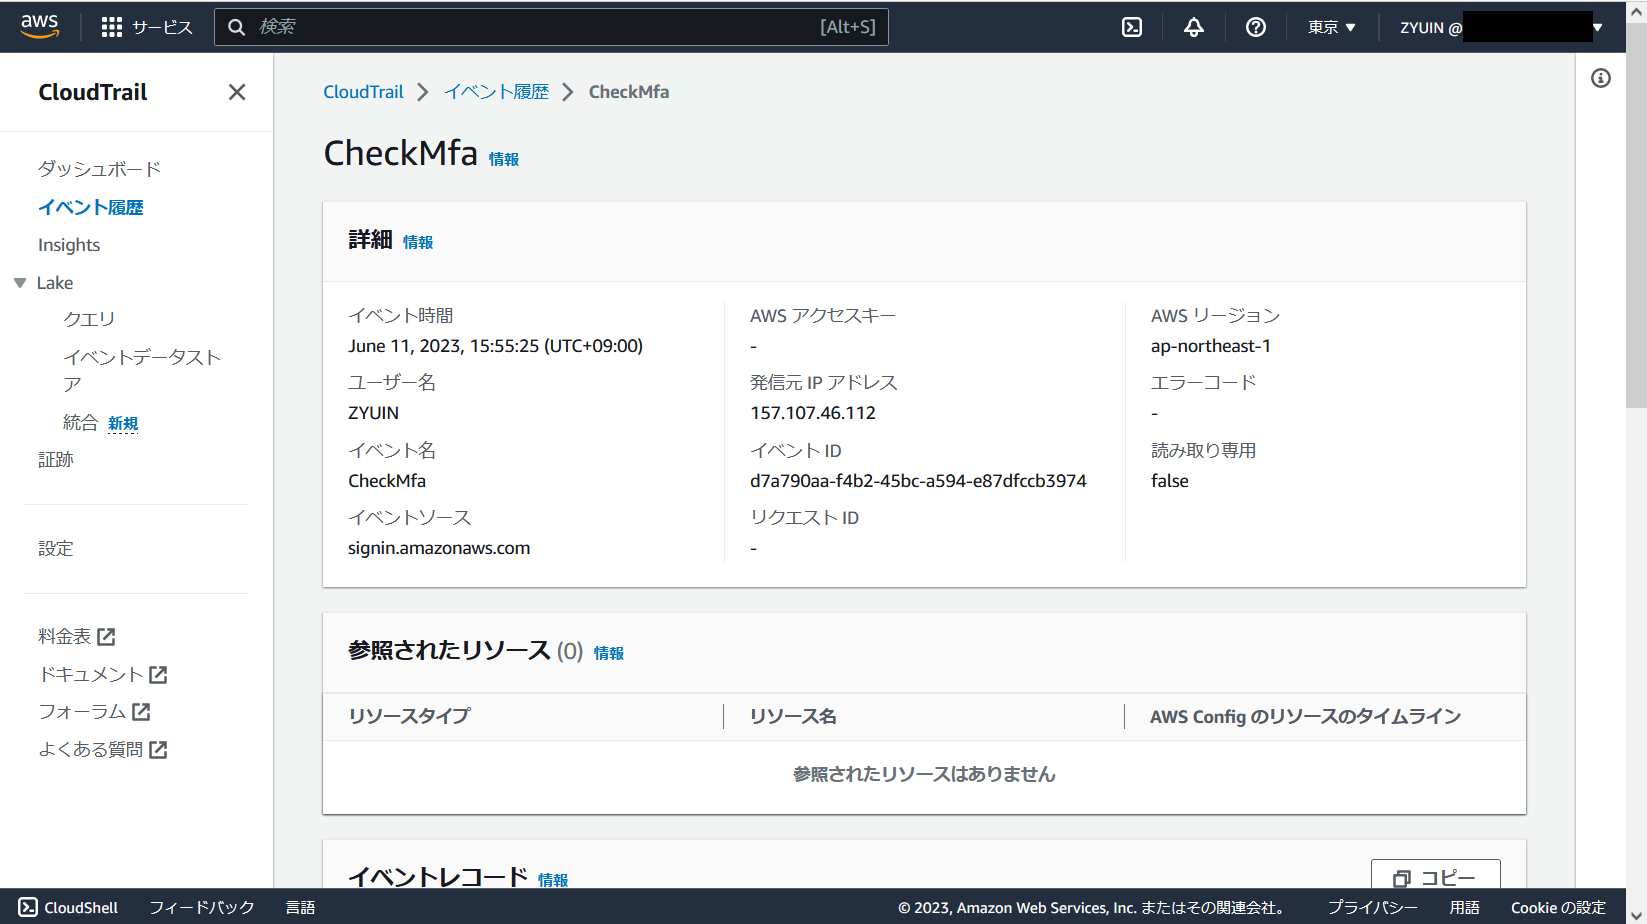 aws
サービス
検索
[Alt+S]
東京
ZYUIN @
CloudTrail
ダッシュボード
イベント履歴
Insights
Lake
クエリ
イベントデータスト
ア
統合 新規
証跡
設定
料金表
ドキュメント
フォーラム
よくある質問
CloudTrail イベント履歴 CheckMfa
CheckMfa 情報
詳細 情報
イベント時間
June 11, 2023, 15:55:25 (UTC+09:00)
ユーザー名
ZYUIN
イベント名
CheckMfa
イベントソース
signin.amazonaws.com
AWS アクセスキー
-
発信元 IP アドレス
157.107.46.112
イベント ID
d7a790aa-f4b2-45bc-a594-e87dfccb3974
リクエスト ID
-
AWS リージョン
ap-northeast-1
エラーコード
-
読み取り専用
false
参照されたリソース (0) 情報
リソースタイプ
リソース名
AWS Config のリソースのタイムライン
参照されたリソースはありません
イベントレコード 情報
コピー
CloudShell
フィードバック
言語
© 2023, Amazon Web Services, Inc. またはその関連会社。
プライバシー
用語
Cookie の設定